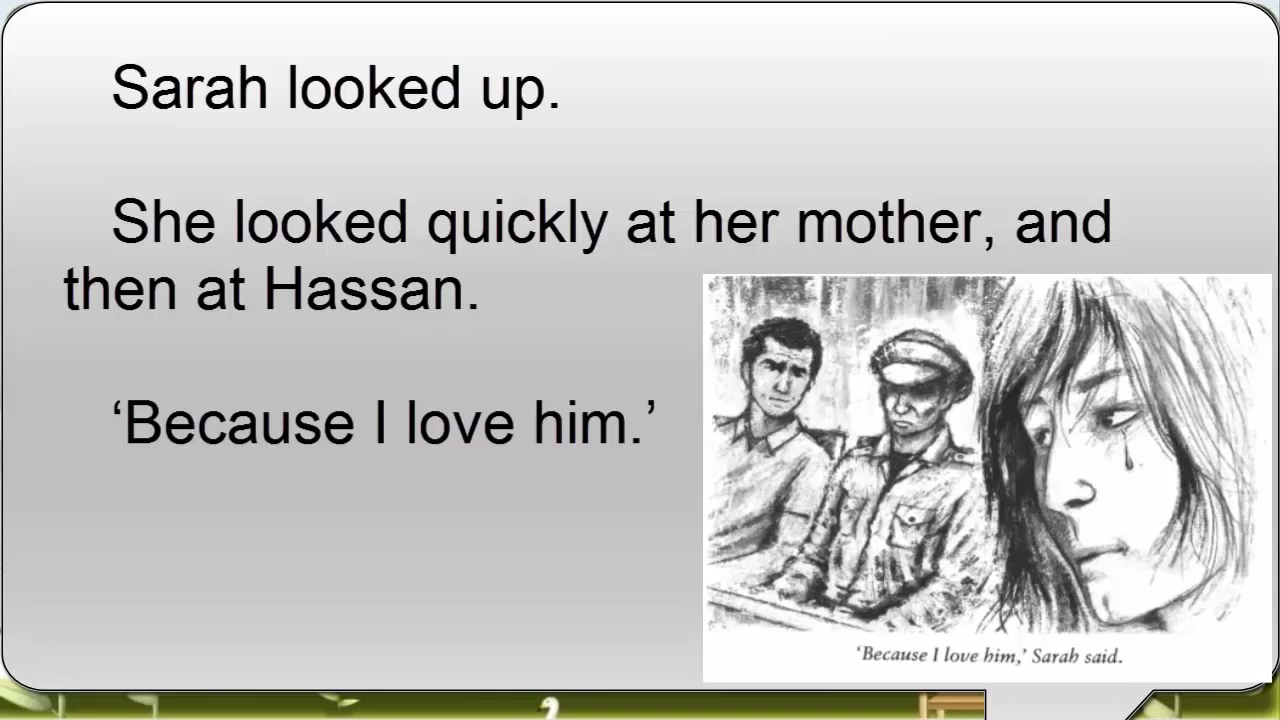 Sarah looked up.
She looked quickly at her mother, and
then at Hassan.
‘Because I love him.’
‘Because I love him,’ Sarah said.